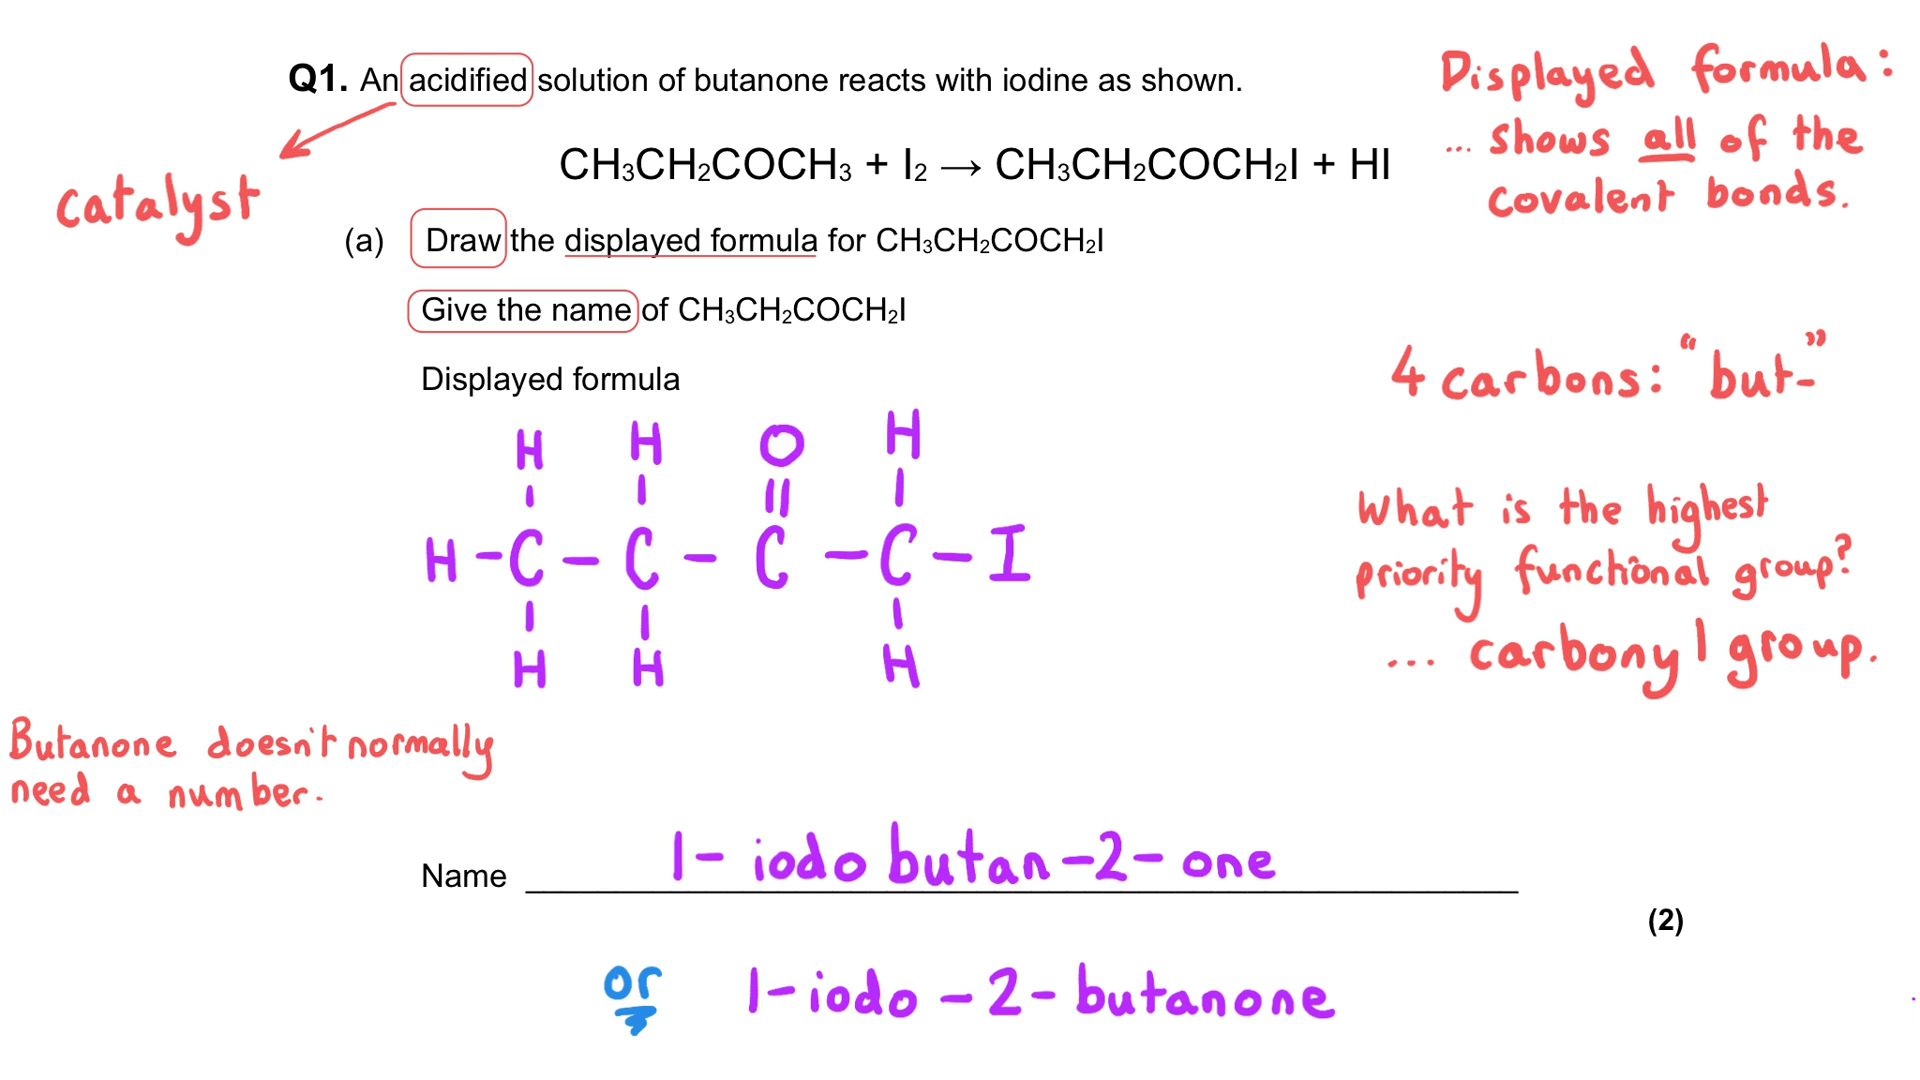 Q1. An acidified solution of butanone reacts with iodine as shown.
Displayed formula:
... shows all of the
covalent bonds.
catalyst
CH₃CH₂COCH₃ + I₂ → CH₃CH₂COCH₂I + HI
(a) Draw the displayed formula for CH₃CH₂COCH₂I
Give the name of CH₃CH₂COCH₂I
4 carbons: "but-"
Displayed formula
H H O H
H-C-C-C-C-I
H H H
What is the highest
priority functional group?
... carbonyl group.
Butanone doesn't normally
need a number.
Name 1-iodobutan-2-one
(2)
or 1-iodo-2-butanone